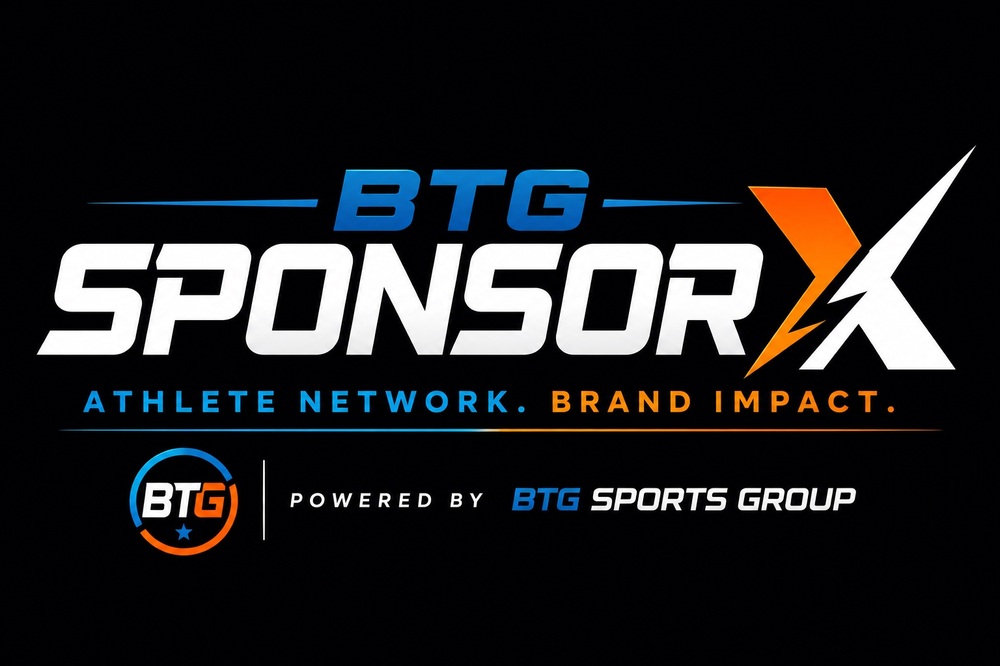 BTG
SPONSORX
ATHLETE NETWORK. BRAND IMPACT.
BTG
POWERED BY BTG SPORTS GROUP